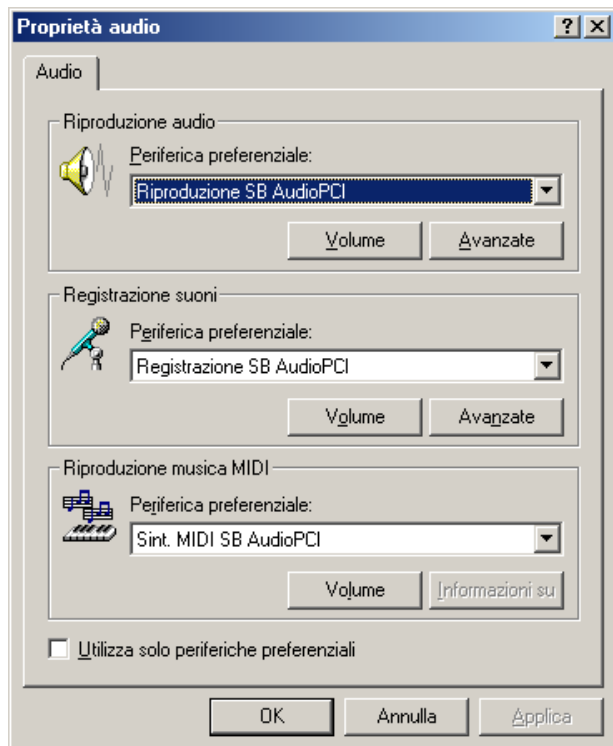 Proprietà audio
Audio
Riproduzione audio
Periferica preferenziale:
Riproduzione SB AudioPCI
Volume Avanzate
Registrazione suoni
Periferica preferenziale:
Registrazione SB AudioPCI
Volume Avanzate
Riproduzione musica MIDI
Periferica preferenziale:
Sint. MIDI SB AudioPCI
Volume Informazioni su
Utilizza solo periferiche preferenziali
OK Annulla Applica